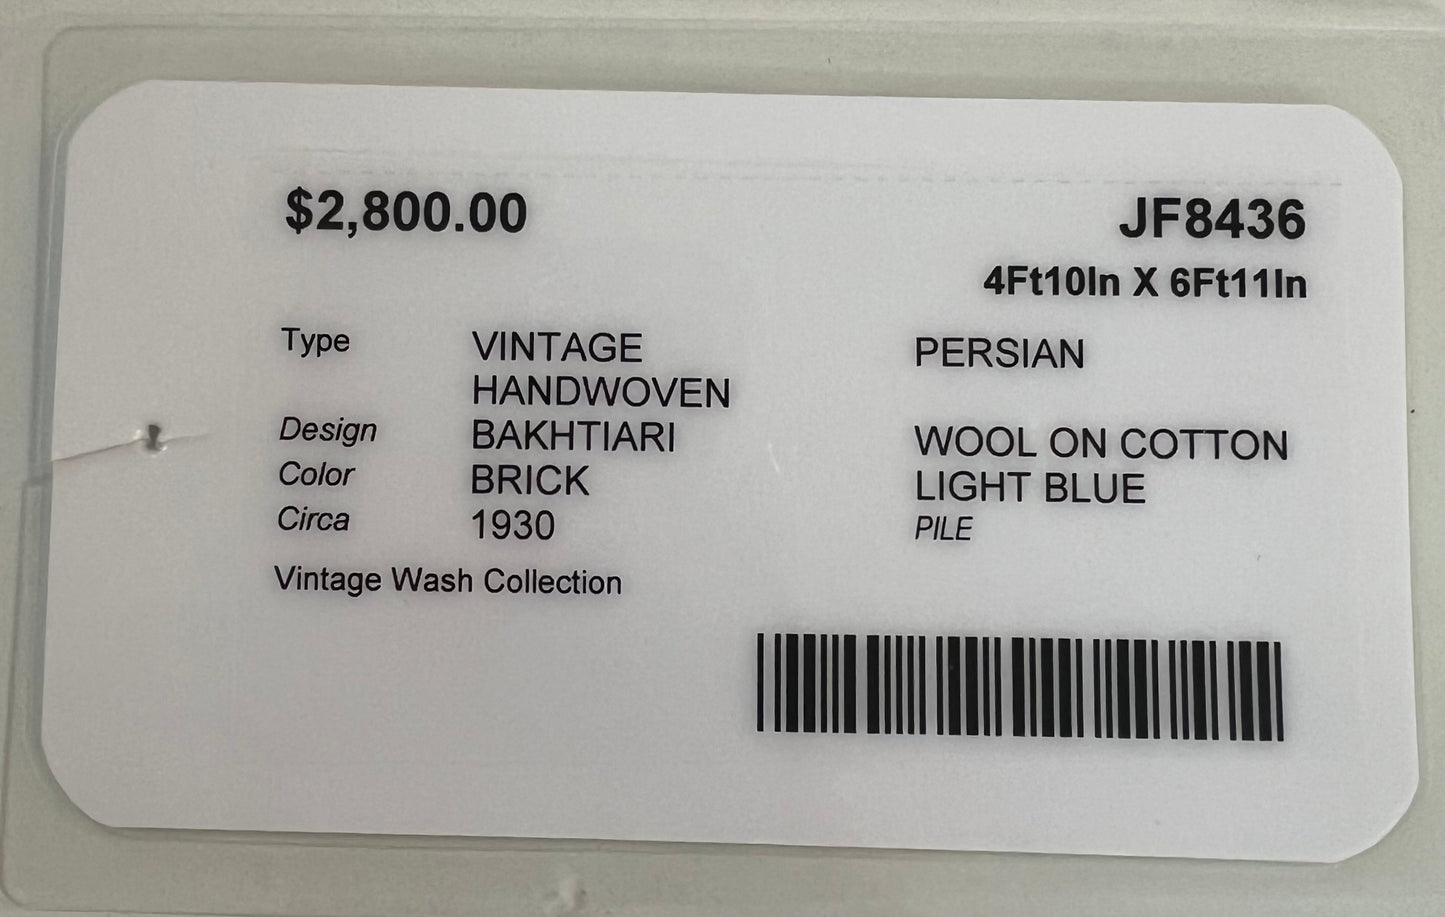 $2,800.00 JF8436
4Ft10In X 6Ft11In
Type VINTAGE PERSIAN
HANDWOVEN
Design BAKHTIARI WOOL ON COTTON
Color BRICK LIGHT BLUE
Circa 1930 PILE
Vintage Wash Collection